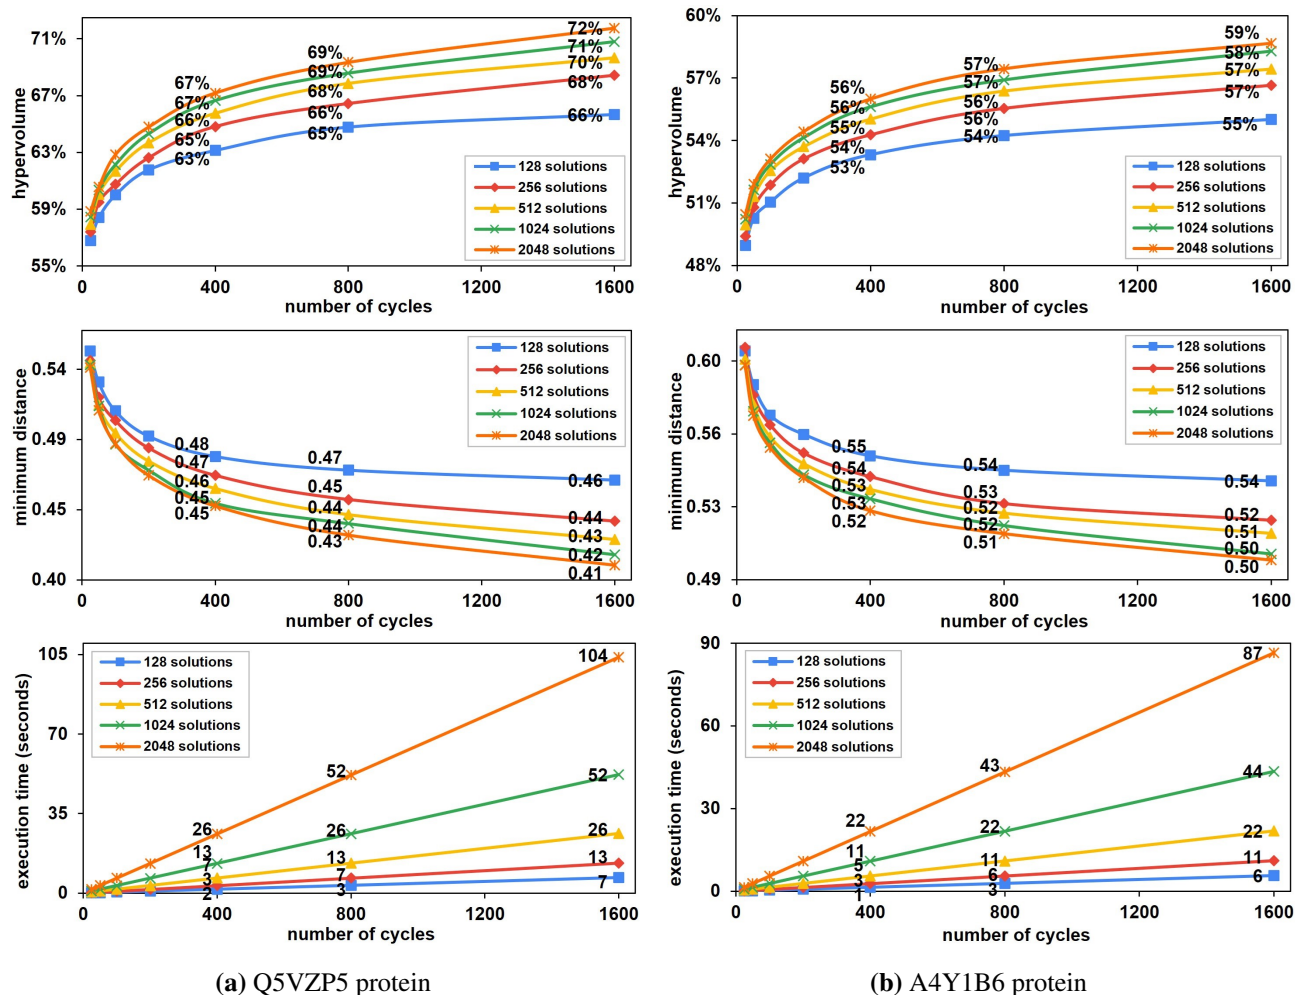 71%
67%
63%
59%
55%
hypervolume
67%
67%
66%
65%
63%
69%
69%
68%
66%
65%
72%
71%
70%
68%
66%
128 solutions
256 solutions
512 solutions
1024 solutions
2048 solutions
0 400 800 1200 1600
number of cycles
60%
57%
54%
51%
48%
hypervolume
56%
56%
55%
54%
53%
57%
57%
56%
56%
54%
59%
58%
57%
57%
55%
128 solutions
256 solutions
512 solutions
1024 solutions
2048 solutions
0 400 800 1200 1600
number of cycles
0.54
0.49
0.45
0.40
minimum distance
0.48
0.47
0.46
0.45
0.45
0.47
0.45
0.44
0.44
0.43
0.46
0.44
0.43
0.42
0.41
128 solutions
256 solutions
512 solutions
1024 solutions
2048 solutions
0 400 800 1200 1600
number of cycles
0.60
0.56
0.53
0.49
minimum distance
0.55
0.54
0.53
0.53
0.52
0.54
0.53
0.52
0.52
0.51
0.54
0.52
0.51
0.50
0.50
128 solutions
256 solutions
512 solutions
1024 solutions
2048 solutions
0 400 800 1200 1600
number of cycles
105
70
35
0
execution time (seconds)
128 solutions
256 solutions
512 solutions
1024 solutions
2048 solutions
26
13
7
3
2
52
26
13
7
3
104
52
26
13
7
0 400 800 1200 1600
number of cycles
90
60
30
0
execution time (seconds)
128 solutions
256 solutions
512 solutions
1024 solutions
2048 solutions
22
11
5
3
1
43
22
11
6
3
87
44
22
11
6
0 400 800 1200 1600
number of cycles
(a) Q5VZP5 protein
(b) A4Y1B6 protein